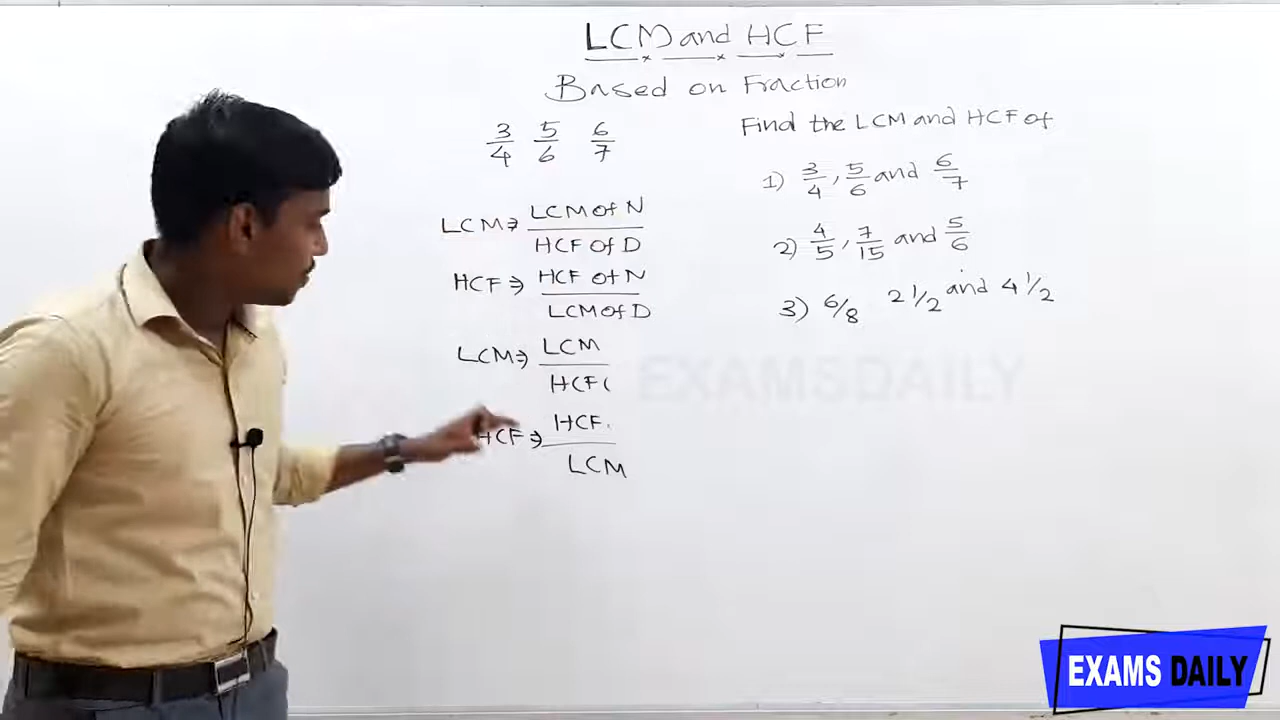 LCM and HCF
Based on Fraction
3/4 5/6 6/7
LCM ⇒ LCM of N / HCF of D
HCF ⇒ HCF of N / LCM of D
LCM ⇒ LCM / HCF (
HCF ⇒ HCF. / LCM
Find the LCM and HCF of
1) 3/4, 5/6 and 6/7
2) 4/5, 7/15 and 5/6
3) 6/8 2 1/2 and 4 1/2
EXAMSDAILY
EXAMS DAILY